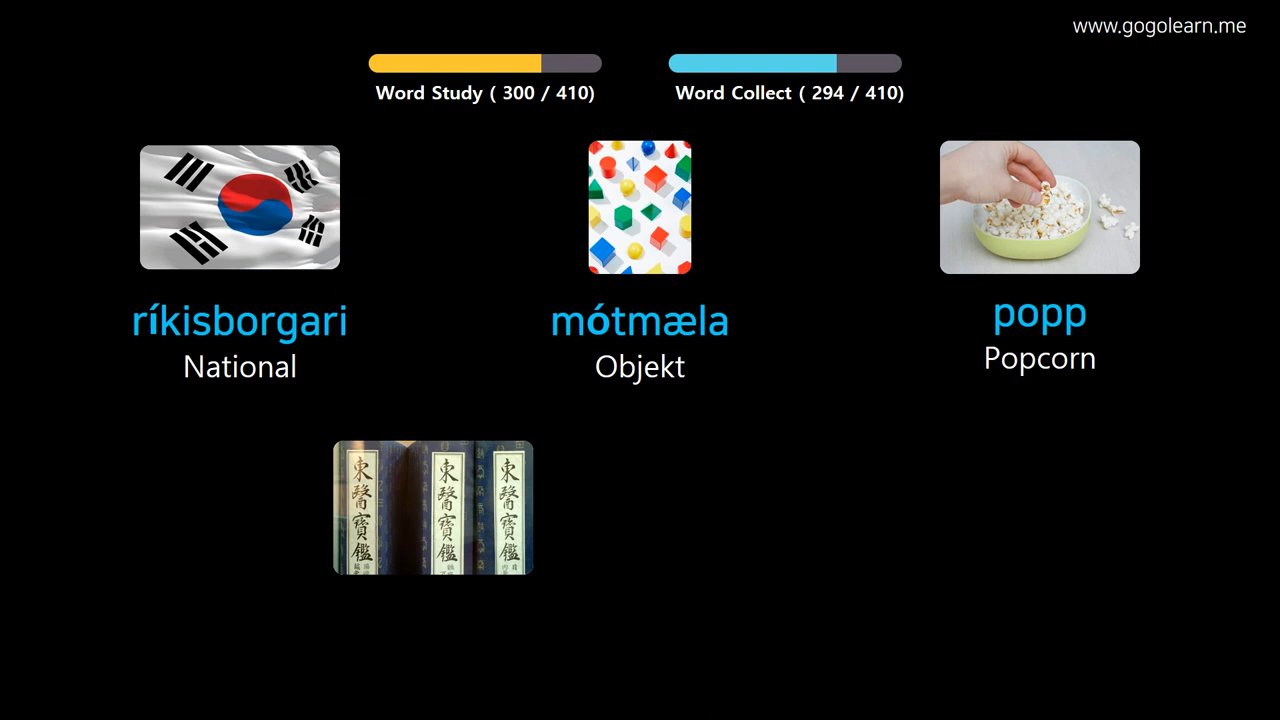 www.gogolearn.me
Word Study ( 300 / 410)
Word Collect ( 294 / 410)
ríkisborgari
National
mótmæla
Objekt
popp
Popcorn
東醫寶鑑
東醫寶鑑
東醫寶鑑